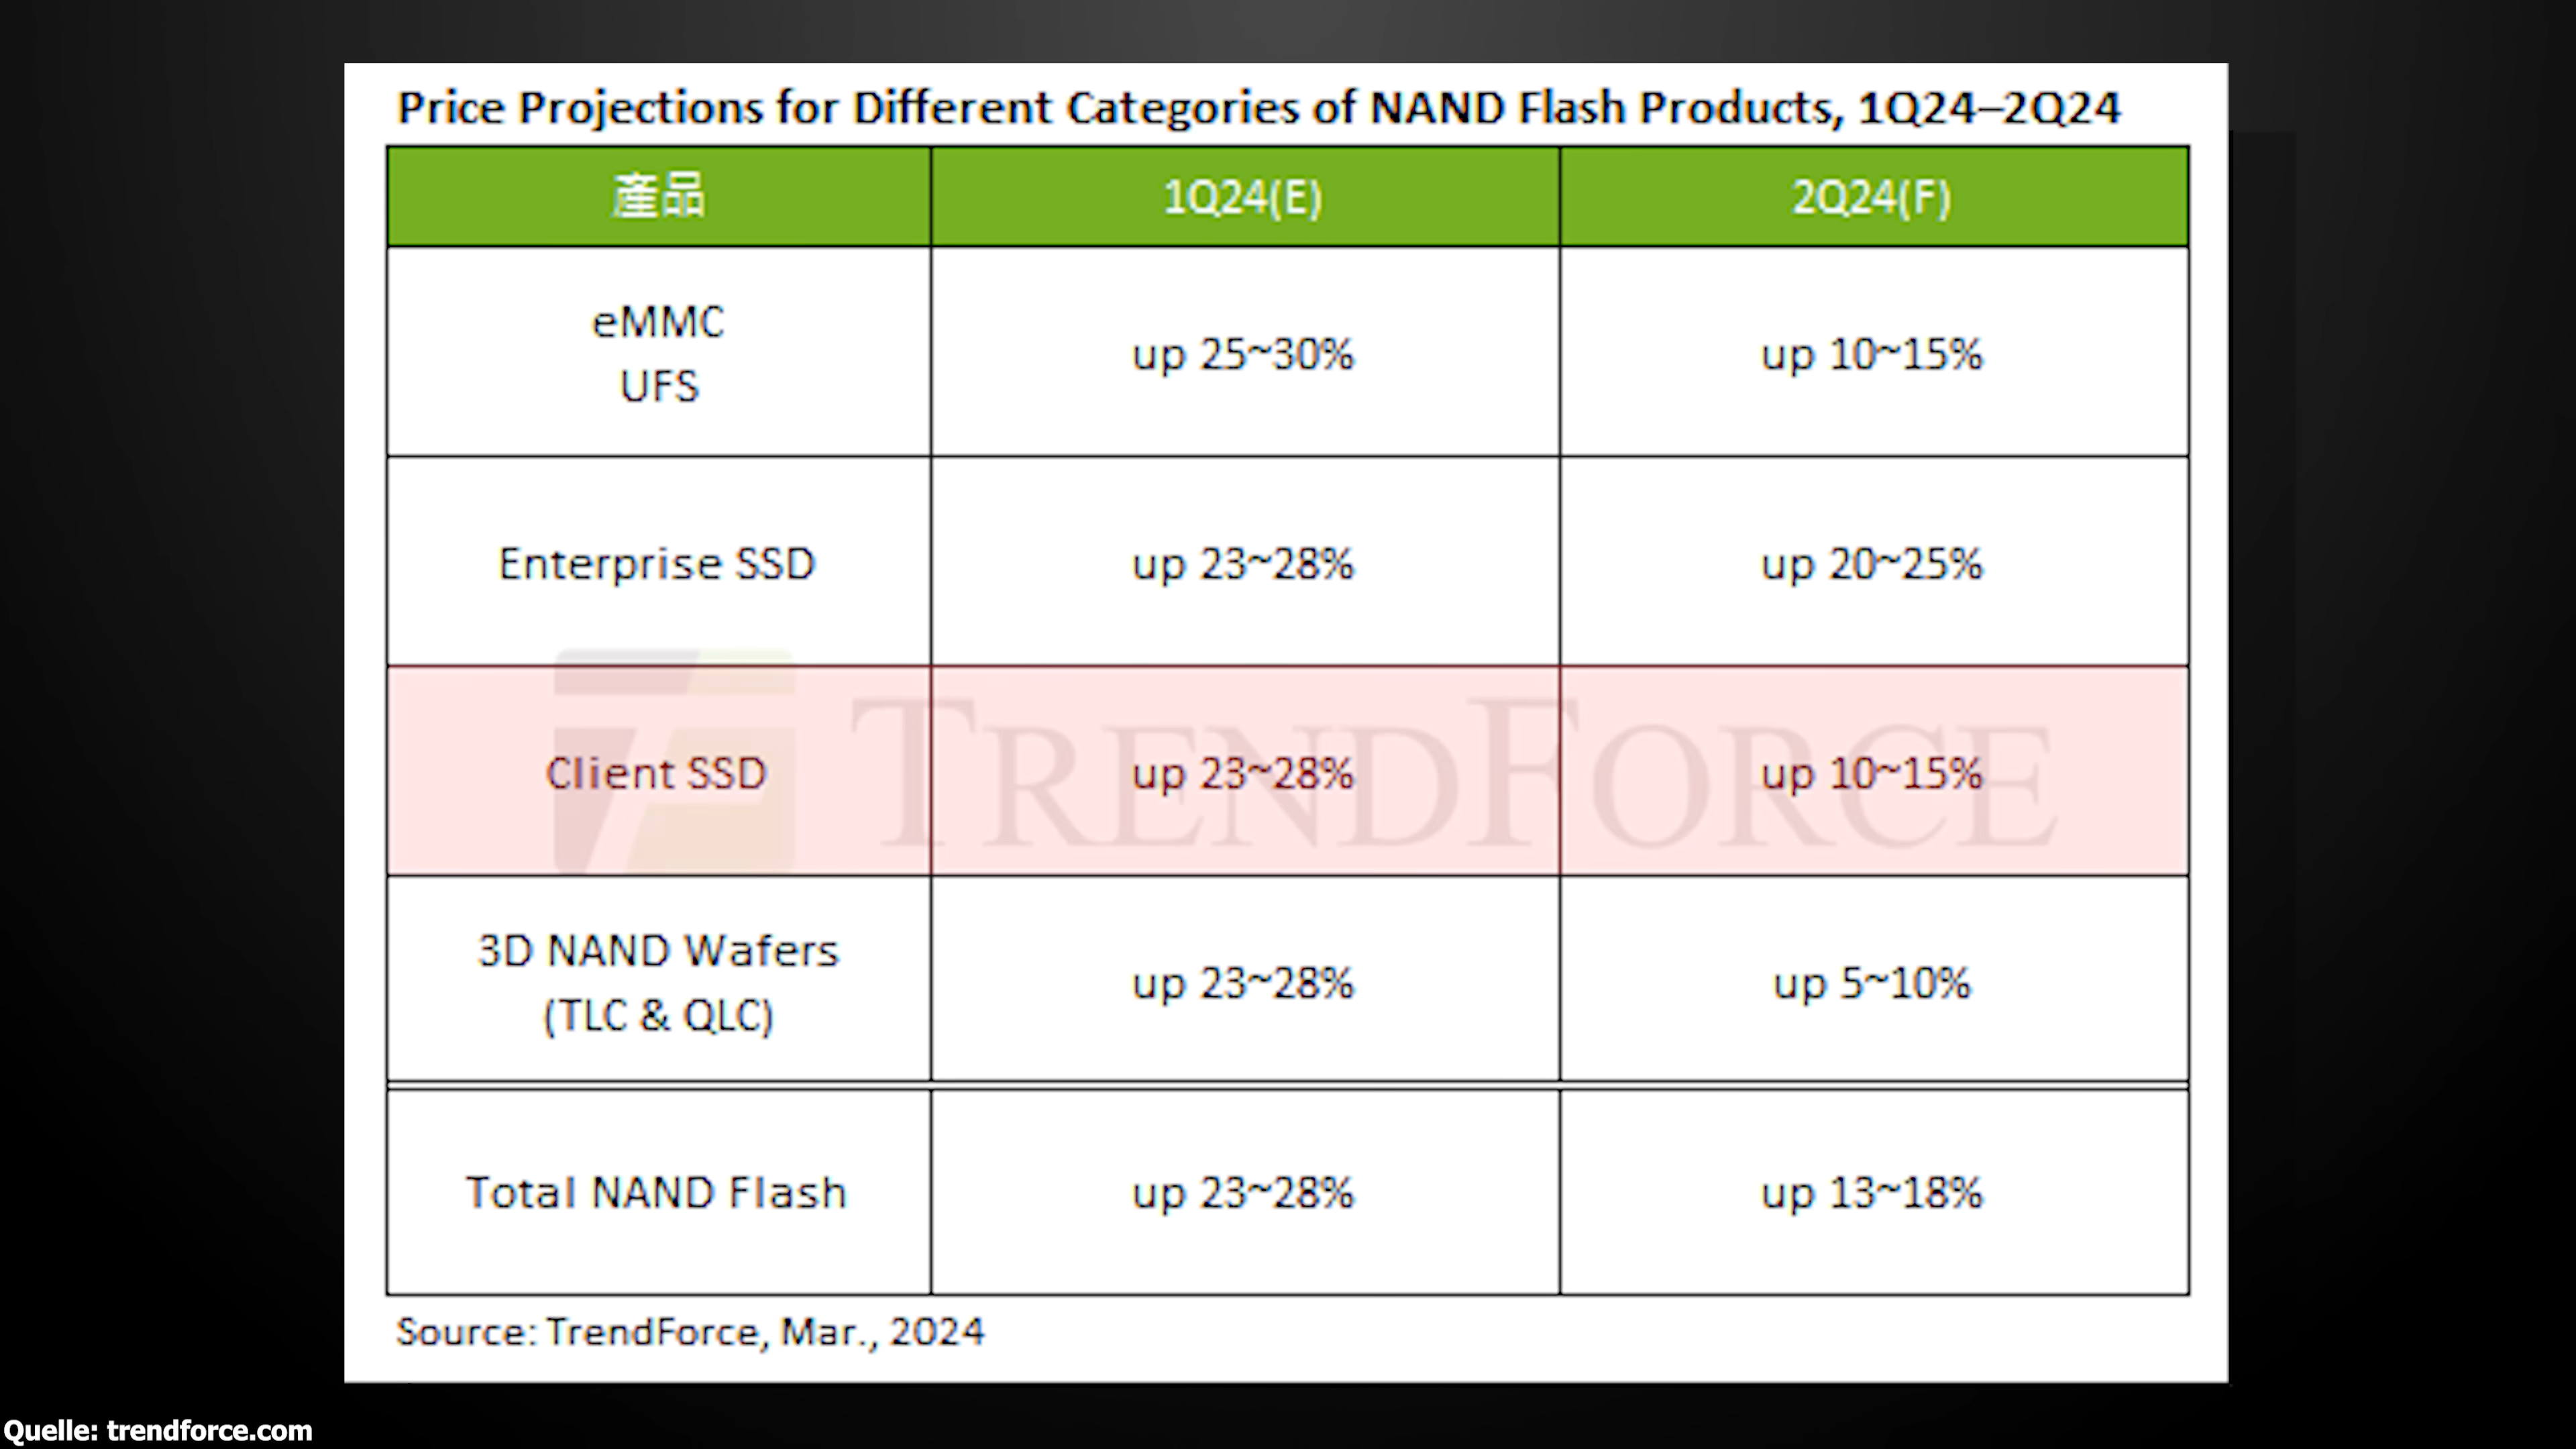 Price Projections for Different Categories of NAND Flash Products, 1Q24–2Q24
產品 1Q24(E) 2Q24(F)
eMMC
UFS
up 25~30% up 10~15%
Enterprise SSD up 23~28% up 20~25%
TRENDFORCE
Client SSD up 23~28% up 10~15%
3D NAND Wafers
(TLC & QLC)
up 23~28% up 5~10%
Total NAND Flash up 23~28% up 13~18%
Source: TrendForce, Mar., 2024
Quelle: trendforce.com